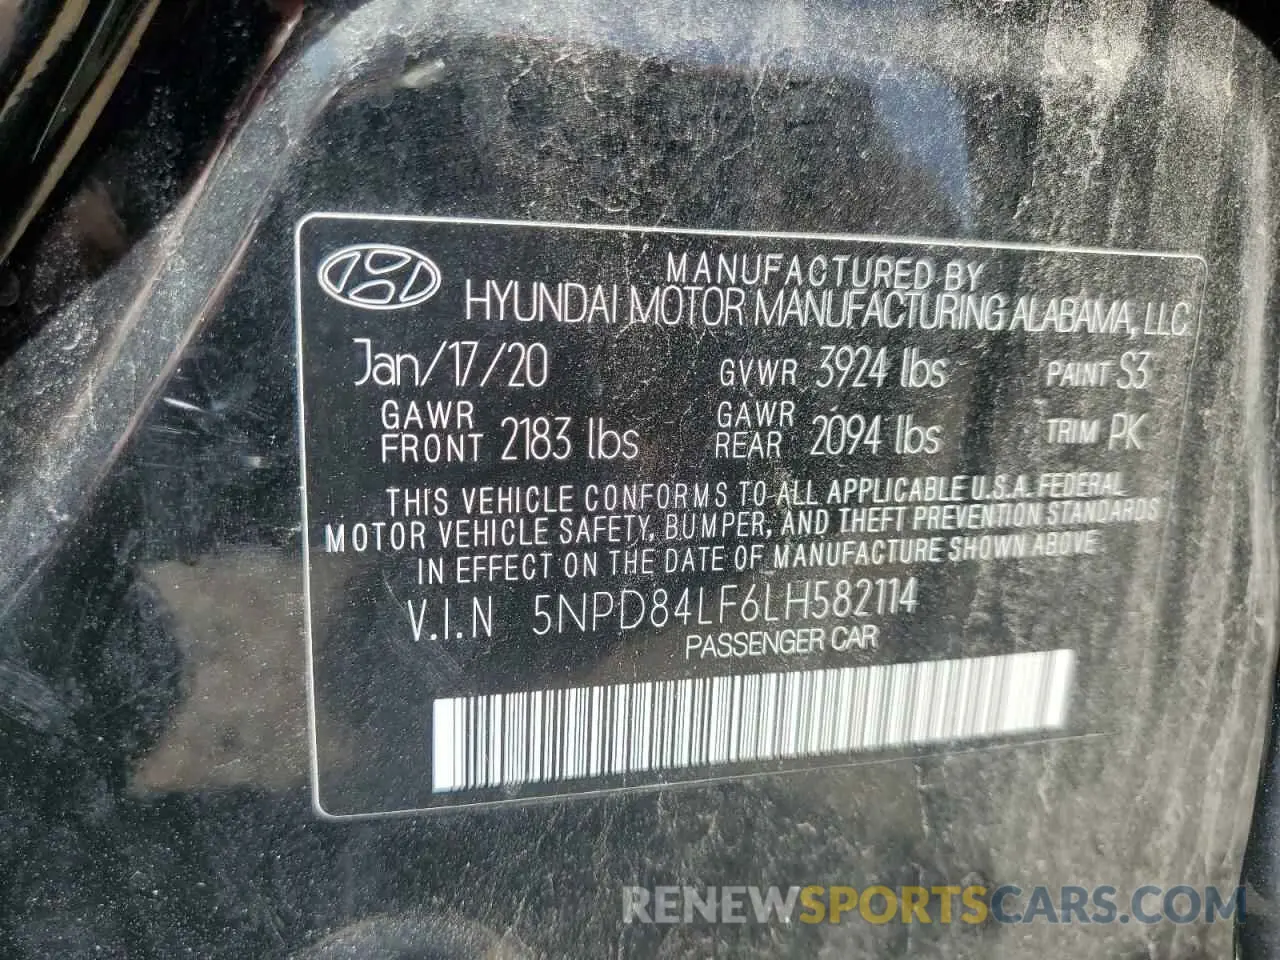 MANUFACTURED BY
HYUNDAI MOTOR MANUFACTURING ALABAMA, LLC
Jan/17/20 GVWR 3924 lbs PAINT S3
GAWR FRONT 2183 lbs GAWR REAR 2094 lbs TRIM PK
THIS VEHICLE CONFORMS TO ALL APPLICABLE U.S.A. FEDERAL
MOTOR VEHICLE SAFETY, BUMPER, AND THEFT PREVENTION STANDARDS
IN EFFECT ON THE DATE OF MANUFACTURE SHOWN ABOVE
V.I.N 5NPD84LF6LH582114
PASSENGER CAR
RENEWSPORTSCARS.COM